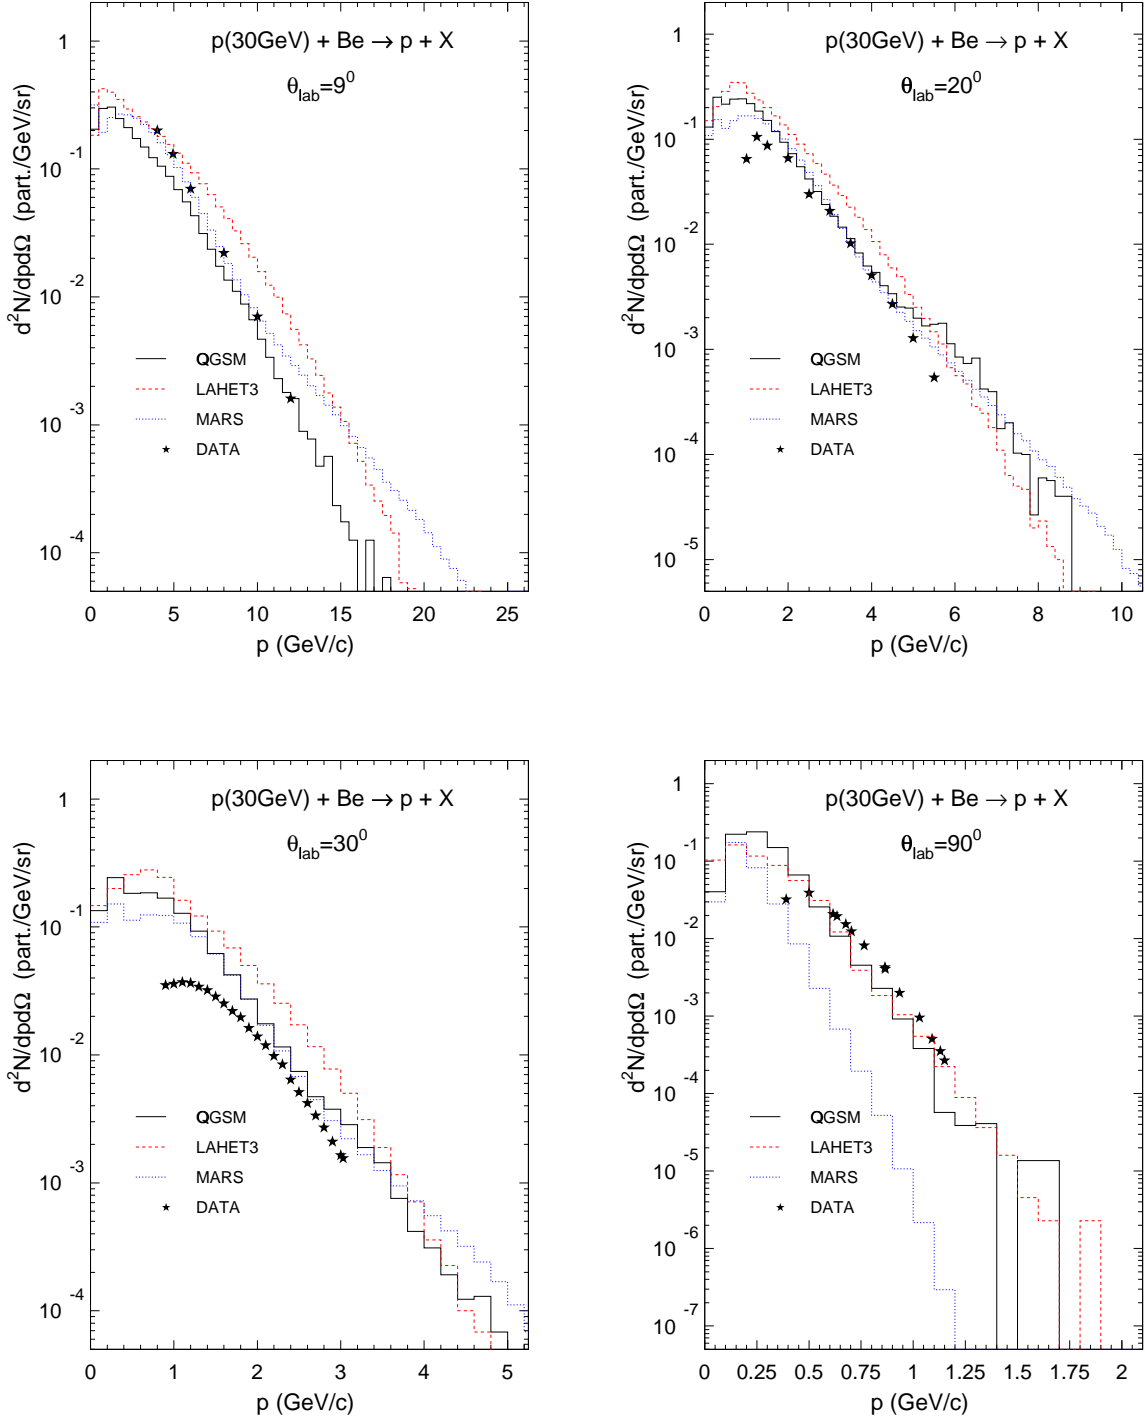 p(30GeV) + Be → p + X
θlab=9⁰
d²N/dpdΩ (part./GeV/sr)
1
10⁻¹
10⁻²
10⁻³
10⁻⁴
QGSM
LAHET3
MARS
DATA
0 5 10 15 20 25
p (GeV/c)
p(30GeV) + Be → p + X
θlab=20⁰
d²N/dpdΩ (part./GeV/sr)
1
10⁻¹
10⁻²
10⁻³
10⁻⁴
10⁻⁵
QGSM
LAHET3
MARS
DATA
0 2 4 6 8 10
p (GeV/c)
p(30GeV) + Be → p + X
θlab=30⁰
d²N/dpdΩ (part./GeV/sr)
1
10⁻¹
10⁻²
10⁻³
10⁻⁴
QGSM
LAHET3
MARS
DATA
0 1 2 3 4 5
p (GeV/c)
p(30GeV) + Be → p + X
θlab=90⁰
d²N/dpdΩ (part./GeV/sr)
1
10⁻¹
10⁻²
10⁻³
10⁻⁴
10⁻⁵
10⁻⁶
10⁻⁷
QGSM
LAHET3
MARS
DATA
0 0.25 0.5 0.75 1 1.25 1.5 1.75 2
p (GeV/c)